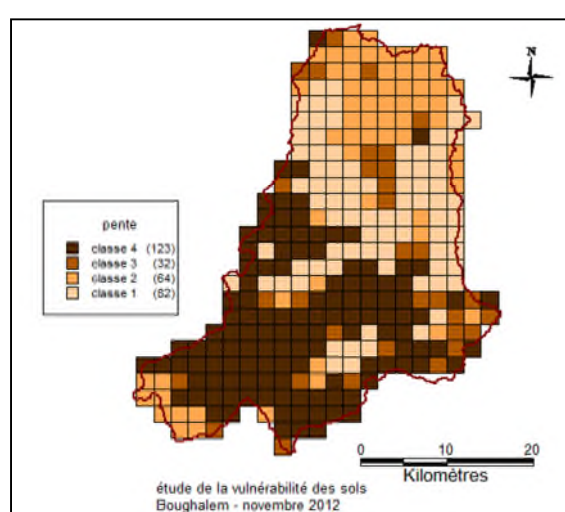 N
pente
classe 4 (123)
classe 3 (32)
classe 2 (64)
classe 1 (82)
0 10 20
Kilomètres
étude de la vulnérabilité des sols
Boughalem - novembre 2012